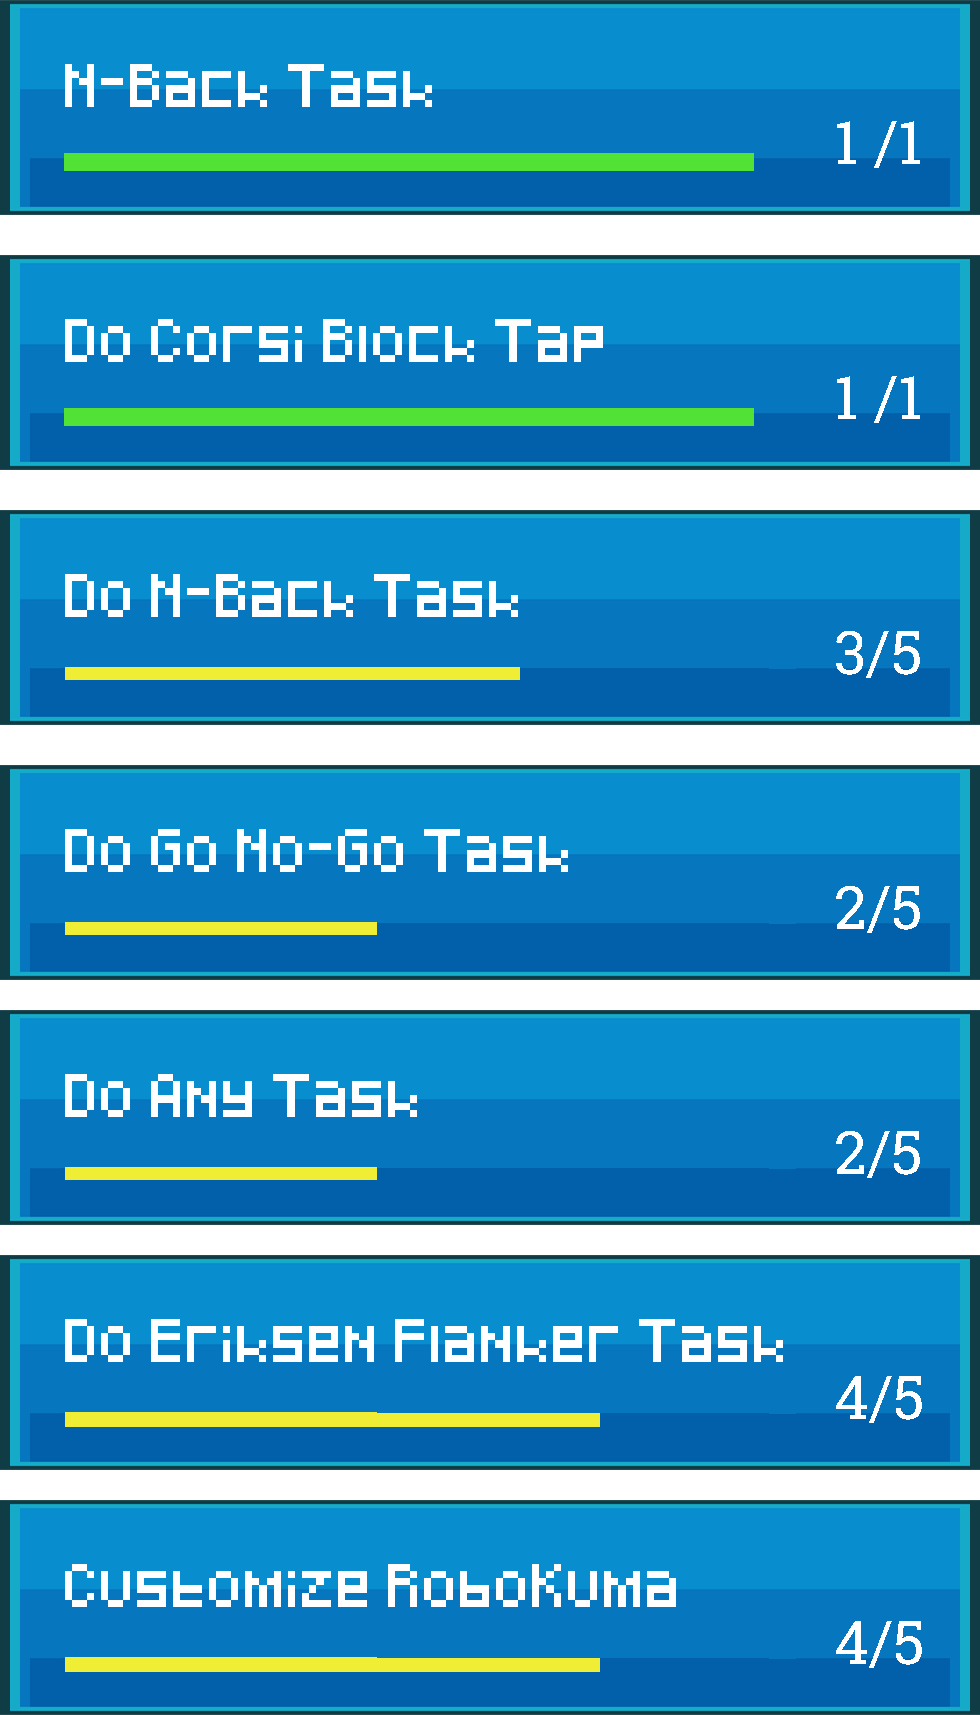 N-Back Task
1 /1
Do Corsi Block Tap
1 /1
Do N-Back Task
3/5
Do Go No-Go Task
2/5
Do Any Task
2/5
Do Eriksen Flanker Task
4/5
Customize RoboKuma
4/5